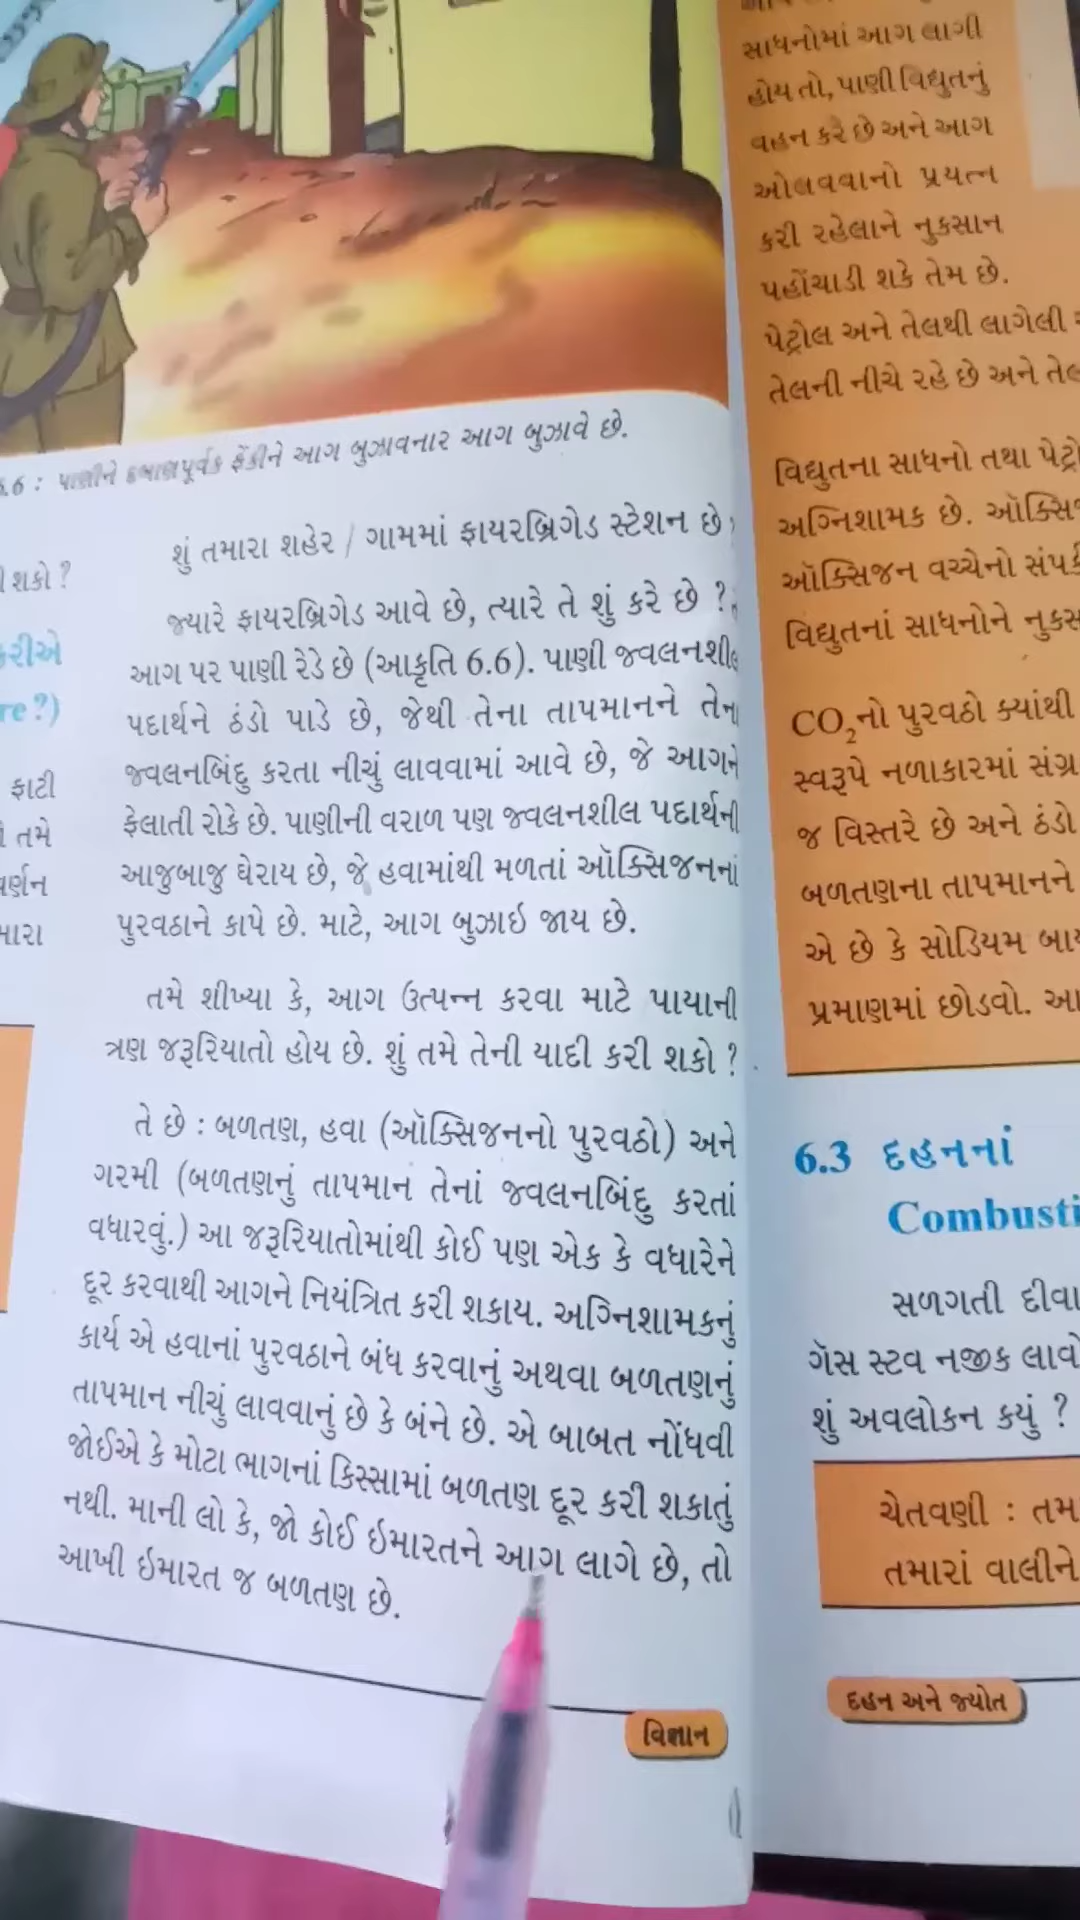 6.6 : પાણીને દબાણપૂર્વક ફેંકીને આગ બુઝાવનાર આગ બુઝાવે છે.
શકો ?
કરીએ
re?)
ફાટી
તમે
વર્ણન
મારા
શું તમારા શહેર / ગામમાં ફાયરબ્રિગેડ સ્ટેશન છે?
જ્યારે ફાયરબ્રિગેડ આવે છે, ત્યારે તે શું કરે છે ?
આગ પર પાણી રેડે છે (આકૃતિ 6.6). પાણી જ્વલનશીલ
પદાર્થને ઠંડો પાડે છે, જેથી તેના તાપમાનને તેના
જ્વલનબિંદુ કરતા નીચું લાવવામાં આવે છે, જે આગને
ફેલાતી રોકે છે. પાણીની વરાળ પણ જ્વલનશીલ પદાર્થની
આજુબાજુ ઘેરાય છે, જે હવામાંથી મળતાં ઑક્સિજનનાં
પુરવઠાને કાપે છે. માટે, આગ બુઝાઇ જાય છે.
તમે શીખ્યા કે, આગ ઉત્પન્ન કરવા માટે પાયાની
ત્રણ જરૂરિયાતો હોય છે. શું તમે તેની યાદી કરી શકો ?
તે છે : બળતણ, હવા (ઑક્સિજનનો પુરવઠો) અને
ગરમી (બળતણનું તાપમાન તેનાં જ્વલનબિંદુ કરતાં
વધારવું.) આ જરૂરિયાતોમાંથી કોઈ પણ એક કે વધારેને
દૂર કરવાથી આગને નિયંત્રિત કરી શકાય. અગ્નિશામકનું
કાર્ય એ હવાનાં પુરવઠાને બંધ કરવાનું અથવા બળતણનું
તાપમાન નીચું લાવવાનું છે કે બંને છે. એ બાબત નોંધવી
જોઈએ કે મોટા ભાગનાં કિસ્સામાં બળતણ દૂર કરી શકાતું
નથી. માની લો કે, જો કોઈ ઇમારતને આગ લાગે છે, તો
આખી ઇમારત જ બળતણ છે.
વિજ્ઞાન
સાધનોમાં આગ લાગી
હોય તો, પાણી વિદ્યુતનું
વહન કરે છે અને આગ
ઓલવવાનો પ્રયત્ન
કરી રહેલાને નુકસાન
પહોંચાડી શકે તેમ છે.
પેટ્રોલ અને તેલથી લાગેલી
તેલની નીચે રહે છે અને તેલ
વિદ્યુતના સાધનો તથા પેટ્રો
અગ્નિશામક છે. ઑક્સિ
ઑક્સિજન વચ્ચેનો સંપર્ક
વિદ્યુતનાં સાધનોને નુકસ
CO₂નો પુરવઠો ક્યાંથી
સ્વરૂપે નળાકારમાં સંગ્ર
જ વિસ્તરે છે અને ઠંડો
બળતણના તાપમાનને
એ છે કે સોડિયમ બાય
પ્રમાણમાં છોડવો. આ
6.3 દહનનાં
Combusti
સળગતી દીવા
ગૅસ સ્ટવ નજીક લાવો
શું અવલોકન કર્યું ?
ચેતવણી : તમ
તમારાં વાલીને
દહન અને જ્યોત